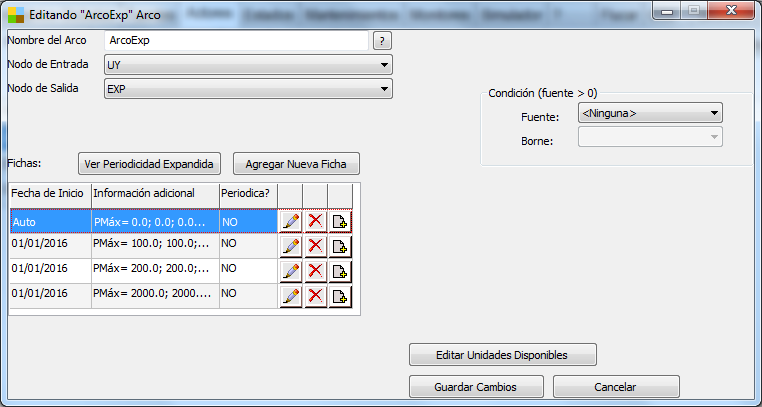 Editando "ArcoExp" Arco
Nombre del Arco ArcoExp ?
Nodo de Entrada UY
Nodo de Salida EXP
Condición (fuente > 0)
Fuente: <Ninguna>
Borne:
Fichas: Ver Periodicidad Expandida Agregar Nueva Ficha
Fecha de Inicio Información adicional Periodica?
Auto PMáx= 0.0; 0.0; 0.0... NO
01/01/2016 PMáx= 100.0; 100.0;... NO
01/01/2016 PMáx= 200.0; 200.0;... NO
01/01/2016 PMáx= 2000.0; 2000.... NO
Editar Unidades Disponibles
Guardar Cambios Cancelar